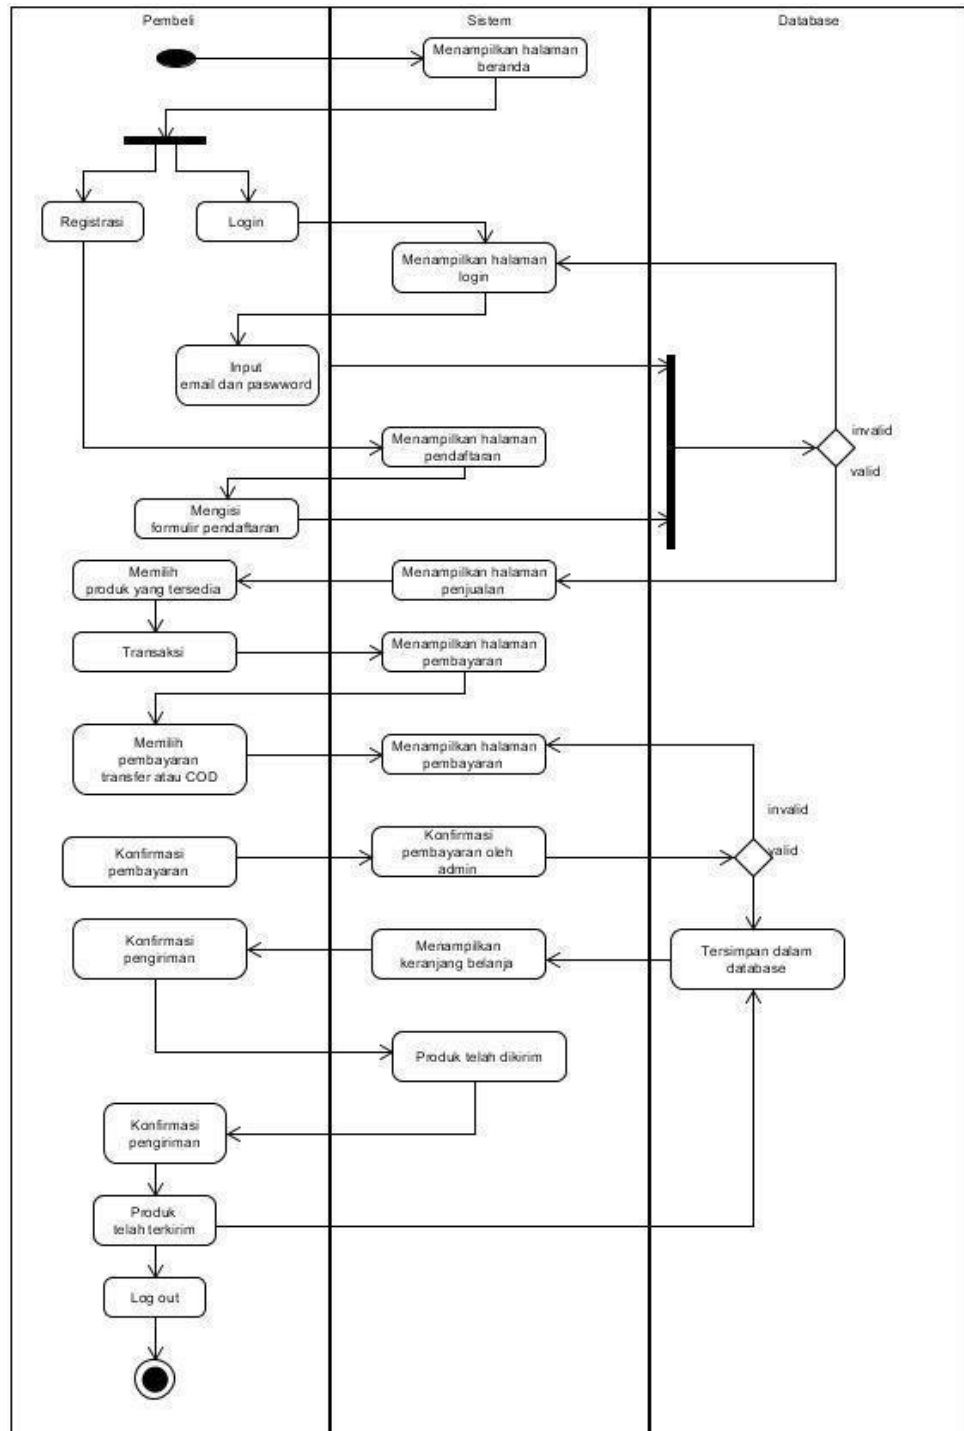 Pembeli
Sistem
Database
Menampilkan halaman
beranda
Registrasi
Login
Menampilkan halaman
login
Input
email dan paswword
invalid
Menampilkan halaman
pendaftaran
valid
Mengisi
formulir pendaftaran
Memilih
produk yang tersedia
Menampilkan halaman
penjualan
Transaksi
Menampilkan halaman
pembayaran
Memilih
pembayaran
transfer atau COD
Menampilkan halaman
pembayaran
invalid
Konfirmasi
pembayaran
Konfirmasi
pembayaran oleh
admin
valid
Konfirmasi
pengiriman
Menampilkan
keranjang belanja
Tersimpan dalam
database
Produk telah dikirim
Konfirmasi
pengiriman
Produk
telah terkirim
Log out